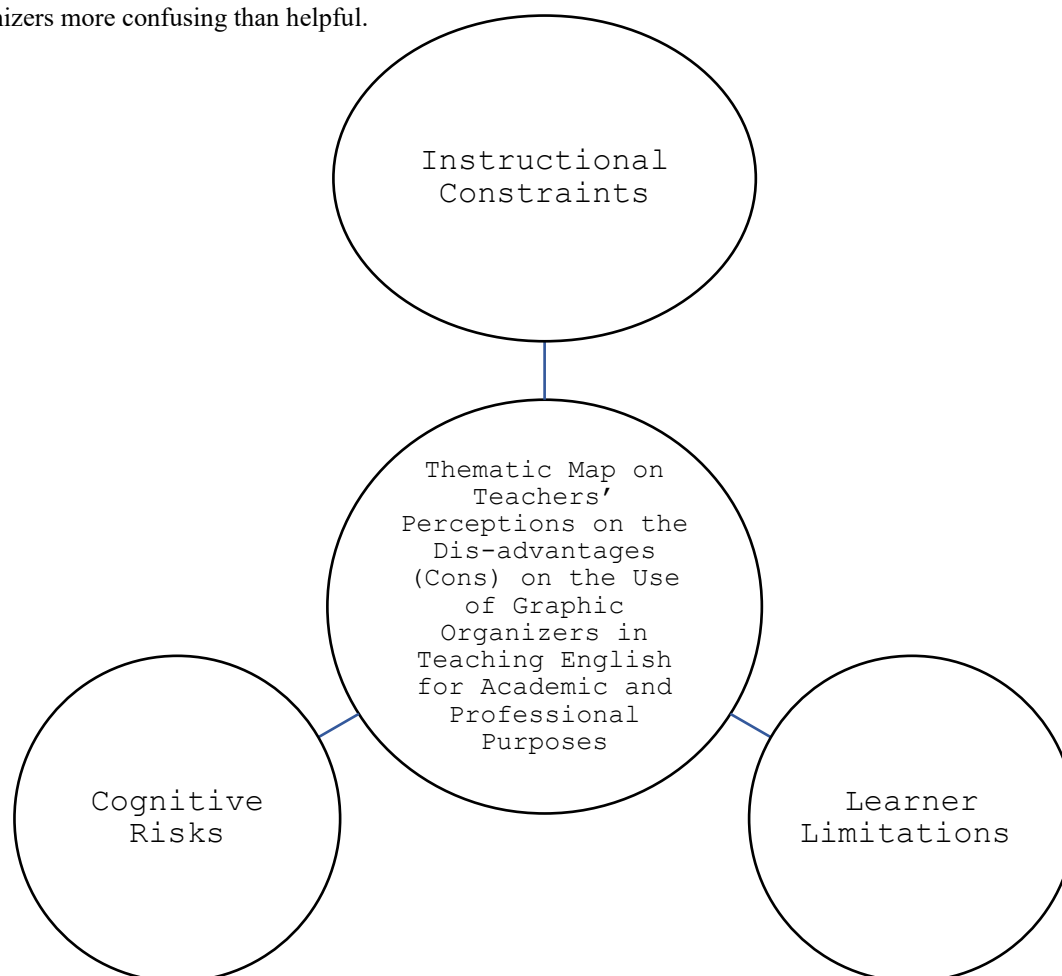 nizers more confusing than helpful.
Instructional
Constraints
Thematic Map on
Teachers’
Perceptions on the
Dis-advantages
(Cons) on the Use
of Graphic
Organizers in
Teaching English
for Academic and
Professional
Purposes
Cognitive
Risks
Learner
Limitations